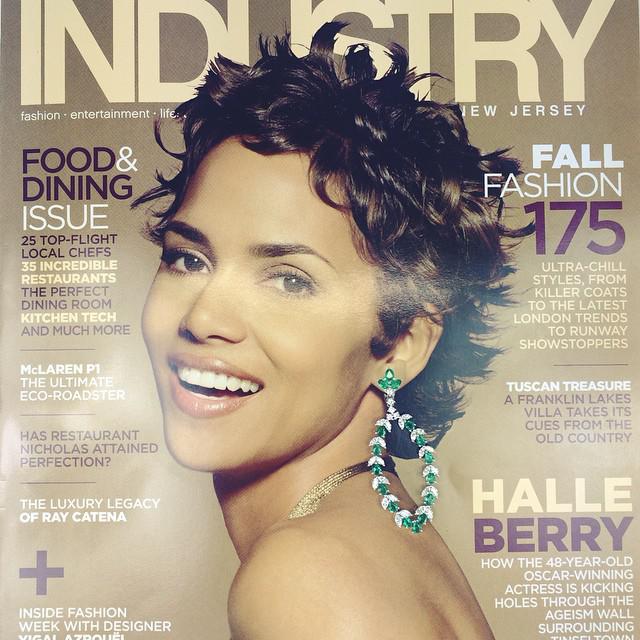 INDUSTRY
fashion · entertainment · life
NEW JERSEY
FOOD&
DINING
ISSUE
25 TOP-FLIGHT
LOCAL CHEFS
35 INCREDIBLE
RESTAURANTS
THE PERFECT
DINING ROOM
KITCHEN TECH
AND MUCH MORE
McLAREN P1
THE ULTIMATE
ECO-ROADSTER
HAS RESTAURANT
NICHOLAS ATTAINED
PERFECTION?
THE LUXURY LEGACY
OF RAY CATENA
+
INSIDE FASHION
WEEK WITH DESIGNER
YIGAL AZROUËL
FALL
FASHION
175
ULTRA-CHILL
STYLES, FROM
KILLER COATS
TO THE LATEST
LONDON TRENDS
TO RUNWAY
SHOWSTOPPERS
TUSCAN TREASURE
A FRANKLIN LAKES
VILLA TAKES ITS
CUES FROM THE
OLD COUNTRY
HALLE
BERRY
HOW THE 48-YEAR-OLD
OSCAR-WINNING
ACTRESS IS KICKING
HOLES THROUGH THE
AGEISM WALL
SURROUNDING
TINSELTOWN